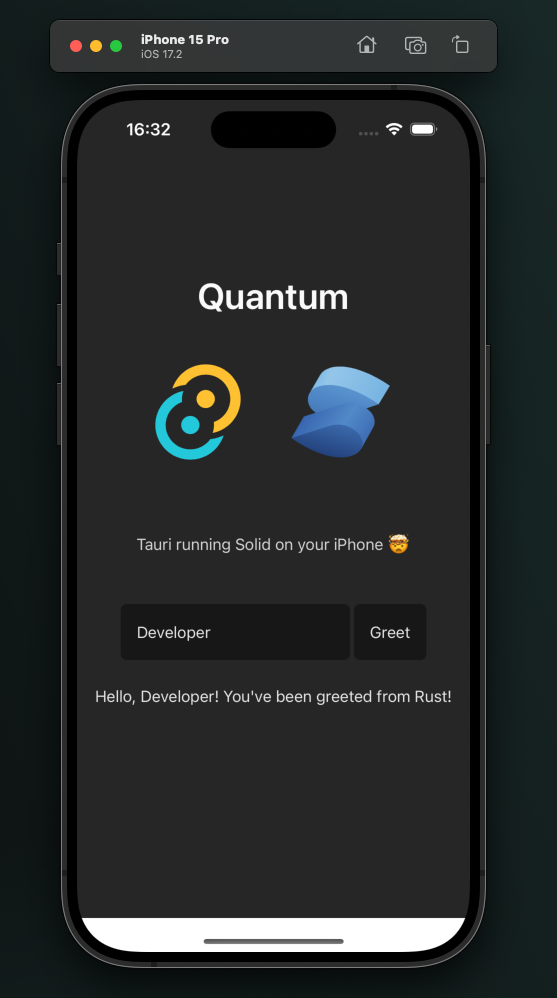 iPhone 15 Pro
iOS 17.2
16:32
Quantum
Tauri running Solid on your iPhone 🤯
Developer
Greet
Hello, Developer! You've been greeted from Rust!